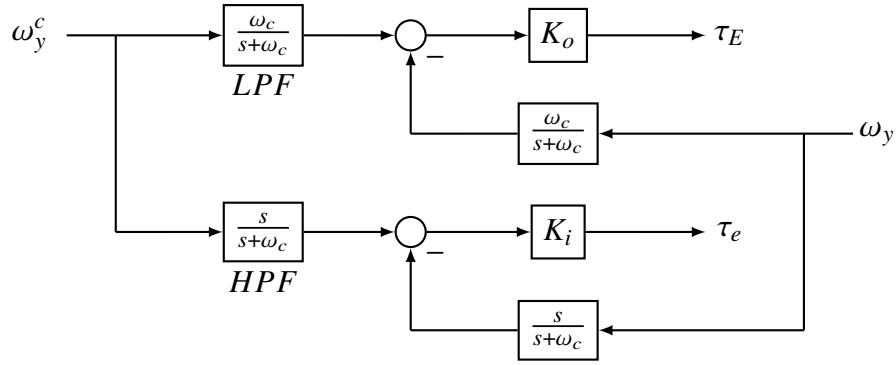 ω_y^c
ω_c/(s+ω_c)
LPF
−
K_o
τ_E
ω_c/(s+ω_c)
ω_y
s/(s+ω_c)
HPF
−
K_i
τ_e
s/(s+ω_c)